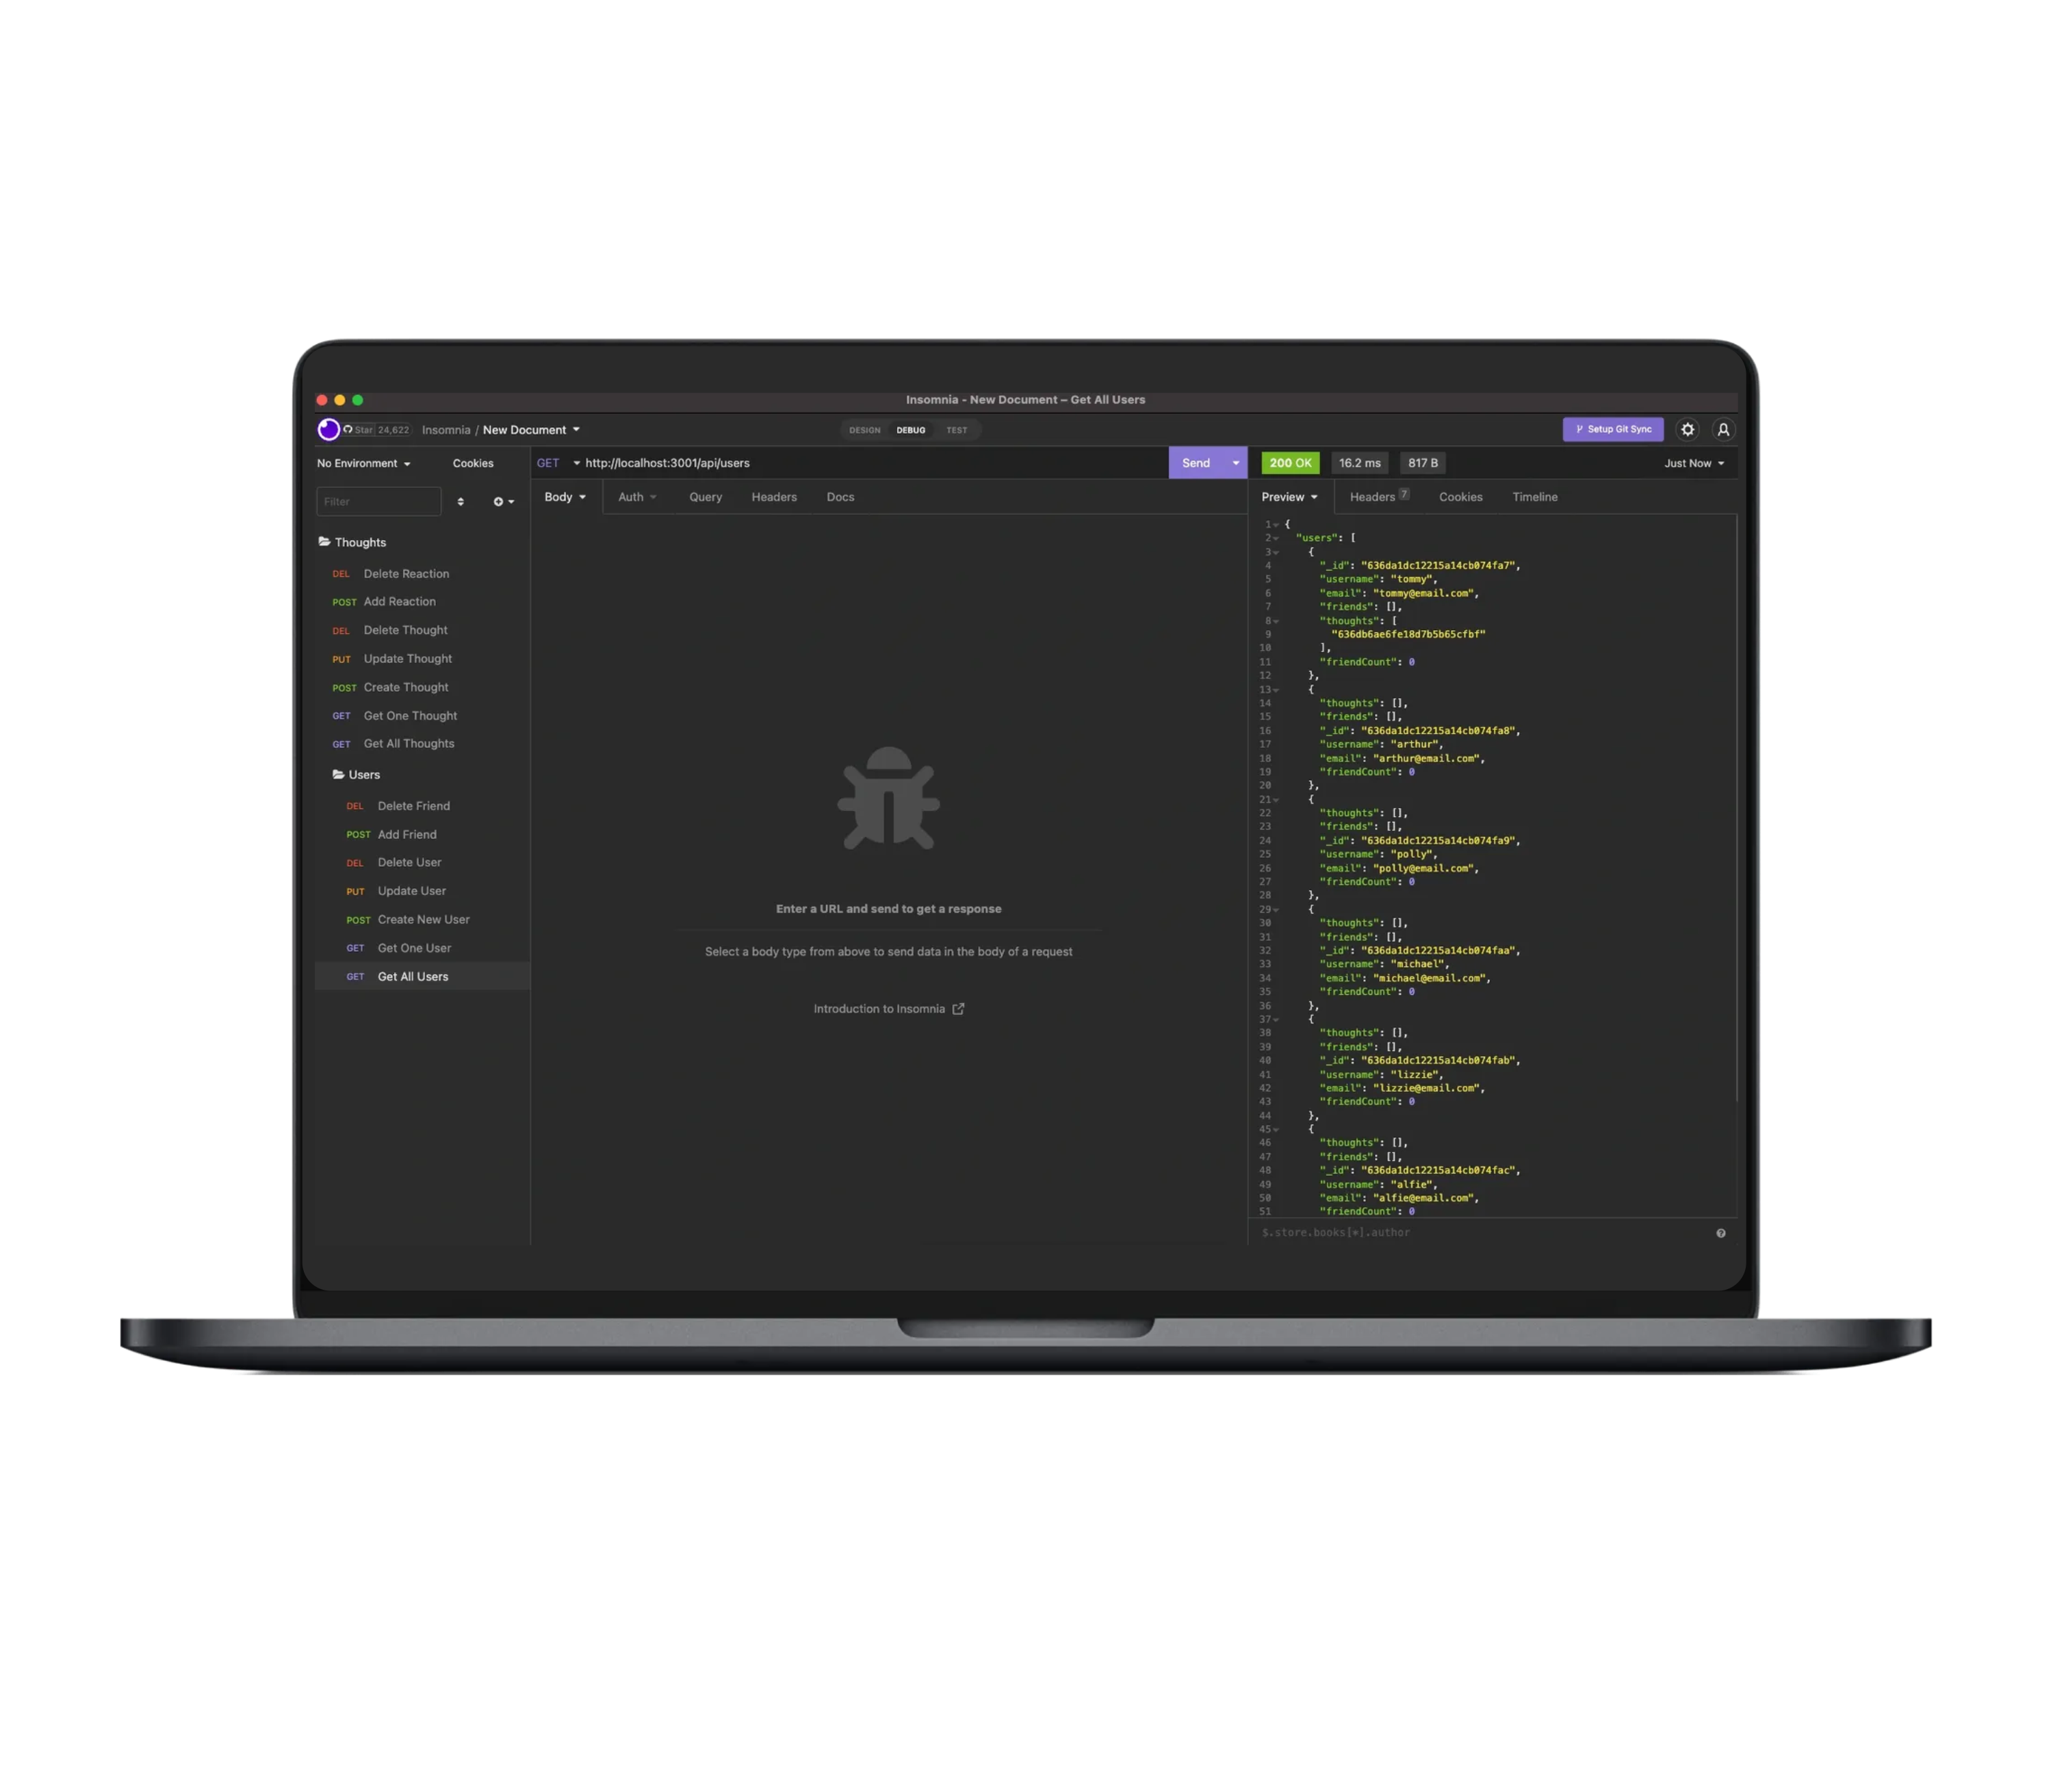 Insomnia - New Document – Get All Users
Star 24,622 Insomnia / New Document
DESIGN DEBUG TEST
Setup Git Sync
No Environment Cookies
GET http://localhost:3001/api/users Send
200 OK 16.2 ms 817 B Just Now
Filter
Body Auth Query Headers Docs
Preview Headers 7 Cookies Timeline
Thoughts
DEL Delete Reaction
POST Add Reaction
DEL Delete Thought
PUT Update Thought
POST Create Thought
GET Get One Thought
GET Get All Thoughts
Users
DEL Delete Friend
POST Add Friend
DEL Delete User
PUT Update User
POST Create New User
GET Get One User
GET Get All Users
Enter a URL and send to get a response
Select a body type from above to send data in the body of a request
Introduction to Insomnia
1 {
2 "users": [
3 {
4 "_id": "636da1dc12215a14cb074fa7",
5 "username": "tommy",
6 "email": "tommy@email.com",
7 "friends": [],
8 "thoughts": [
9 "636db6ae6fe18d7b5b65cfbf"
10 ],
11 "friendCount": 0
12 },
13 {
14 "thoughts": [],
15 "friends": [],
16 "_id": "636da1dc12215a14cb074fa8",
17 "username": "arthur",
18 "email": "arthur@email.com",
19 "friendCount": 0
20 },
21 {
22 "thoughts": [],
23 "friends": [],
24 "_id": "636da1dc12215a14cb074fa9",
25 "username": "polly",
26 "email": "polly@email.com",
27 "friendCount": 0
28 },
29 {
30 "thoughts": [],
31 "friends": [],
32 "_id": "636da1dc12215a14cb074faa",
33 "username": "michael",
34 "email": "michael@email.com",
35 "friendCount": 0
36 },
37 {
38 "thoughts": [],
39 "friends": [],
40 "_id": "636da1dc12215a14cb074fab",
41 "username": "lizzie",
42 "email": "lizzie@email.com",
43 "friendCount": 0
44 },
45 {
46 "thoughts": [],
47 "friends": [],
48 "_id": "636da1dc12215a14cb074fac",
49 "username": "alfie",
50 "email": "alfie@email.com",
51 "friendCount": 0
$.store.books[*].author